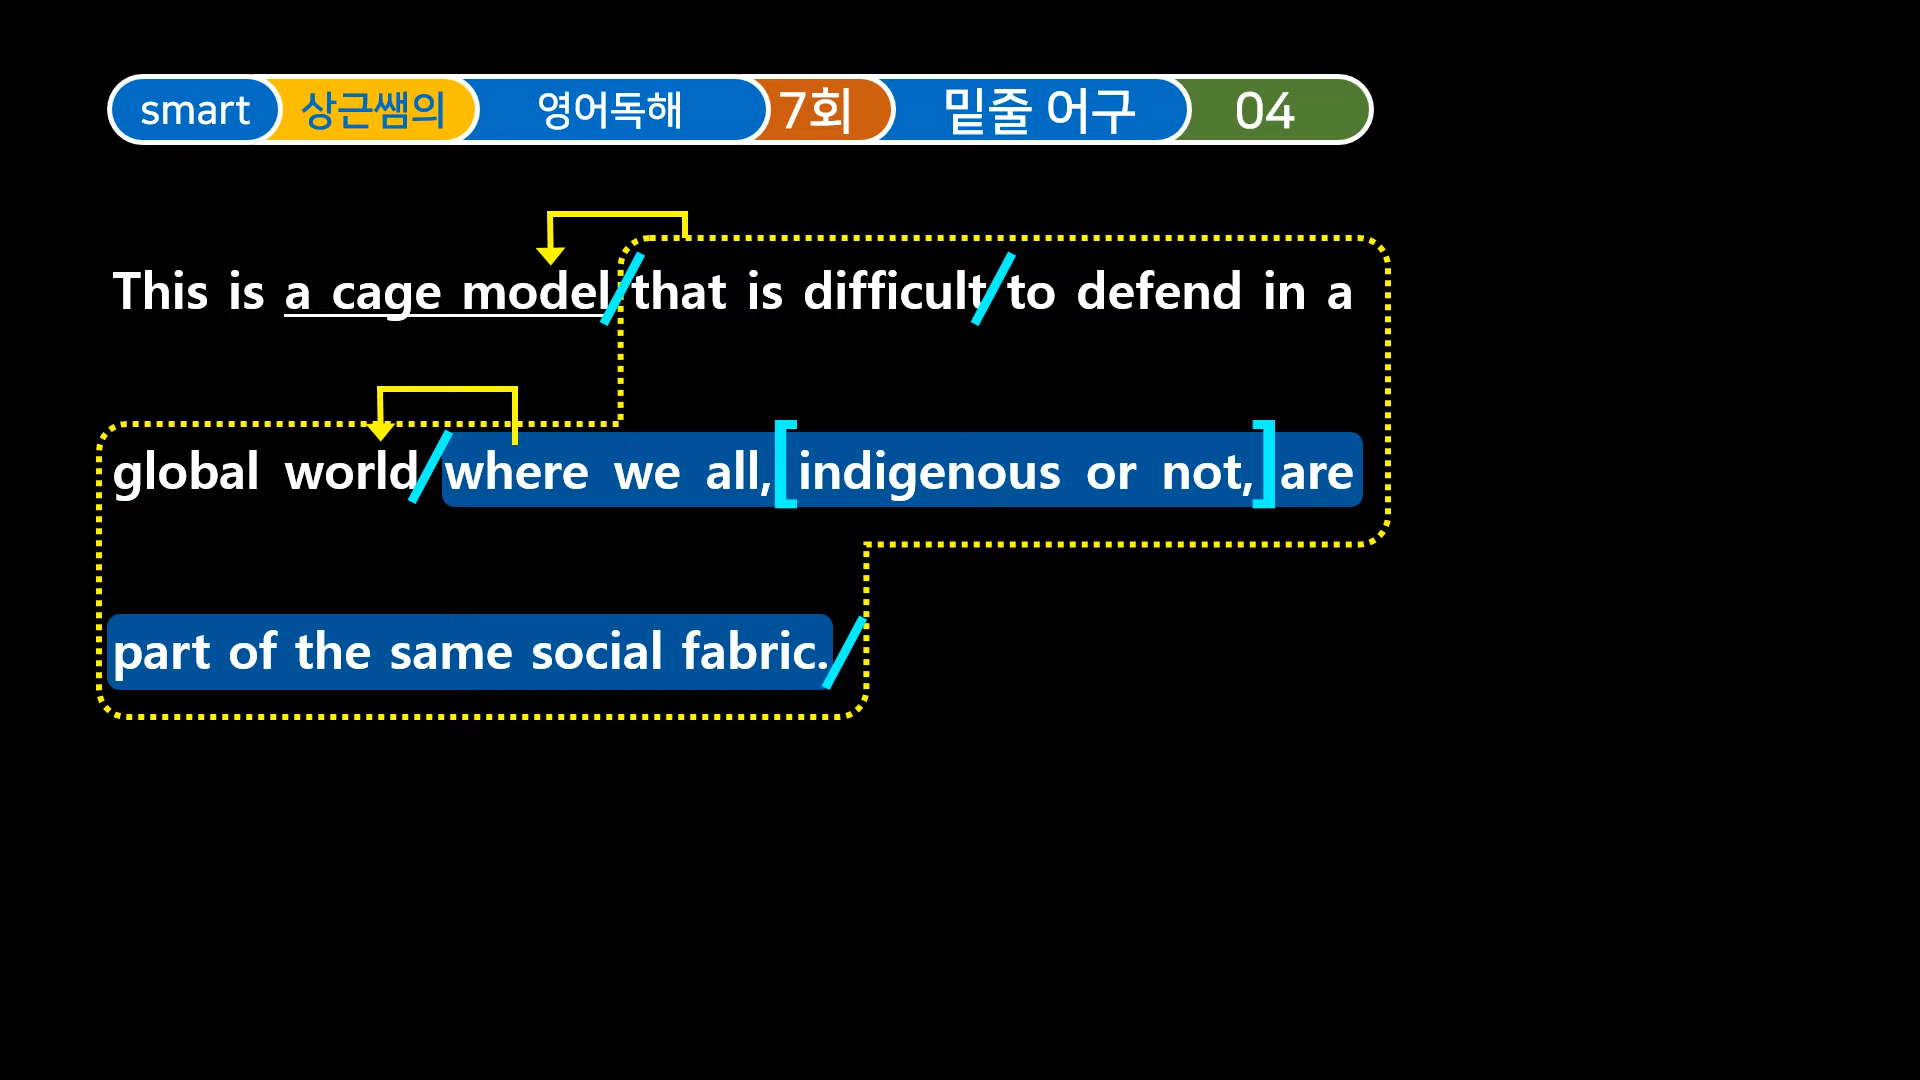 smart 상근쌤의 영어독해 7회 밑줄 어구 04
This is a cage model/that is difficult/to defend in a
global world/where we all,[indigenous or not,]are
part of the same social fabric./